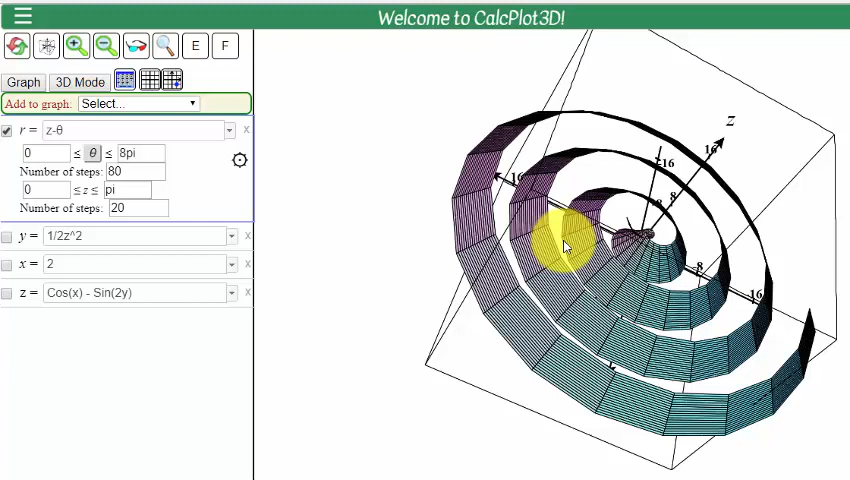 ☰ Welcome to CalcPlot3D!
E F
Graph 3D Mode
Add to graph: Select...
r = z-θ x
0 ≤ θ ≤ 8pi
Number of steps: 80
0 ≤ z ≤ pi
Number of steps: 20
y = 1/2z^2 x
x = 2 x
z = Cos(x) - Sin(2y) x
z
16
-16
16
8
8
-8
16